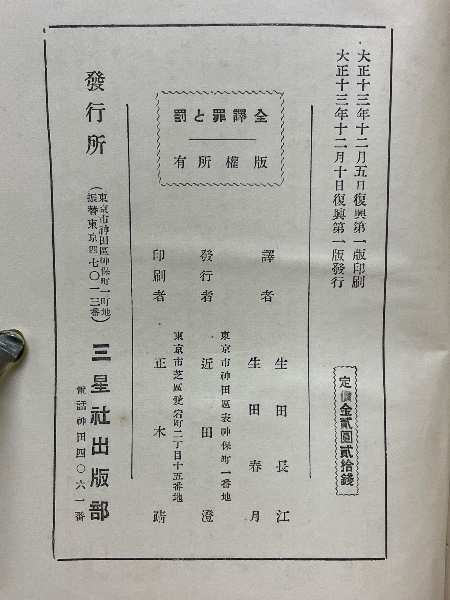 大正十三年十二月五日復興第一版印刷
大正十三年十二月十日復興第一版發行
定價金貳圓貳拾錢
全譯罪と罰
版權所有
譯者
生田長江
生田春月
東京市神田區表神保町一番地
發行者
近田澄
東京市芝區愛宕町二丁目十五番地
印刷者
正木
發行所
東京市神田區神保町一町地
振替東京四七〇一三番
三星社出版部
電話神田四〇六一番